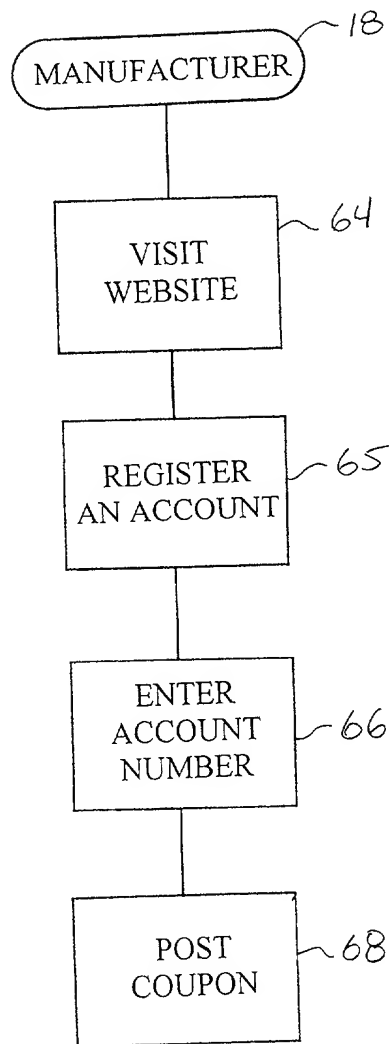 18
MANUFACTURER
64
VISIT
WEBSITE
65
REGISTER
AN ACCOUNT
66
ENTER
ACCOUNT
NUMBER
68
POST
COUPON